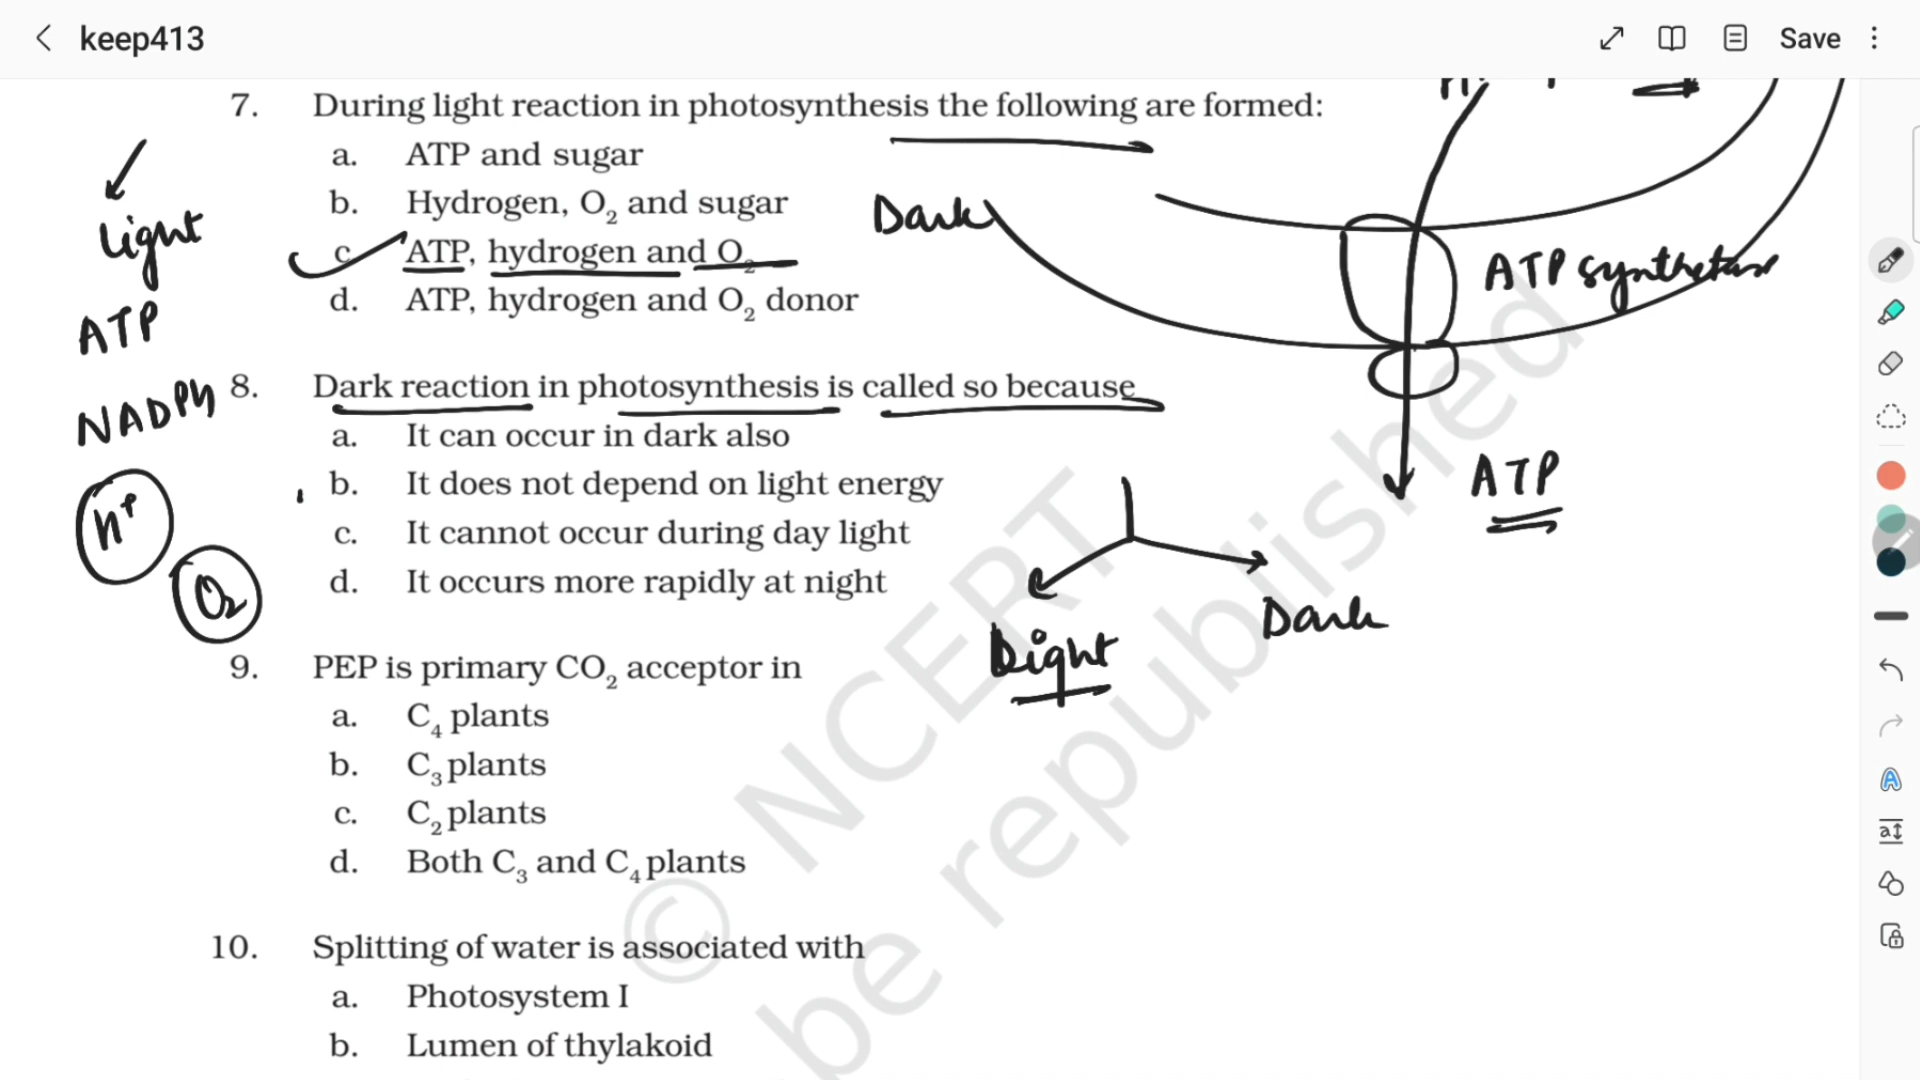 keep413
Save
7. During light reaction in photosynthesis the following are formed:
a. ATP and sugar
b. Hydrogen, O₂ and sugar
c. ATP, hydrogen and O₂
d. ATP, hydrogen and O₂ donor
Light
ATP
NADPH
H⁺
O₂
Dark
ATP synthetase
ATP
8. Dark reaction in photosynthesis is called so because
a. It can occur in dark also
b. It does not depend on light energy
c. It cannot occur during day light
d. It occurs more rapidly at night
Light
Dark
9. PEP is primary CO₂ acceptor in
a. C₄ plants
b. C₃ plants
c. C₂ plants
d. Both C₃ and C₄ plants
10. Splitting of water is associated with
a. Photosystem I
b. Lumen of thylakoid
© NCERT
be republished